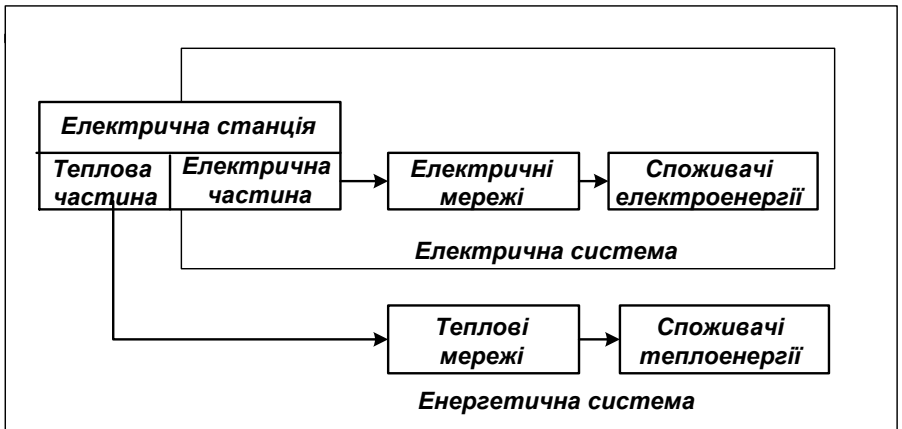 Електрична станція
Теплова
частина
Електрична
частина
Електричні
мережі
Споживачі
електроенергії
Електрична система
Теплові
мережі
Споживачі
теплоенергії
Енергетична система